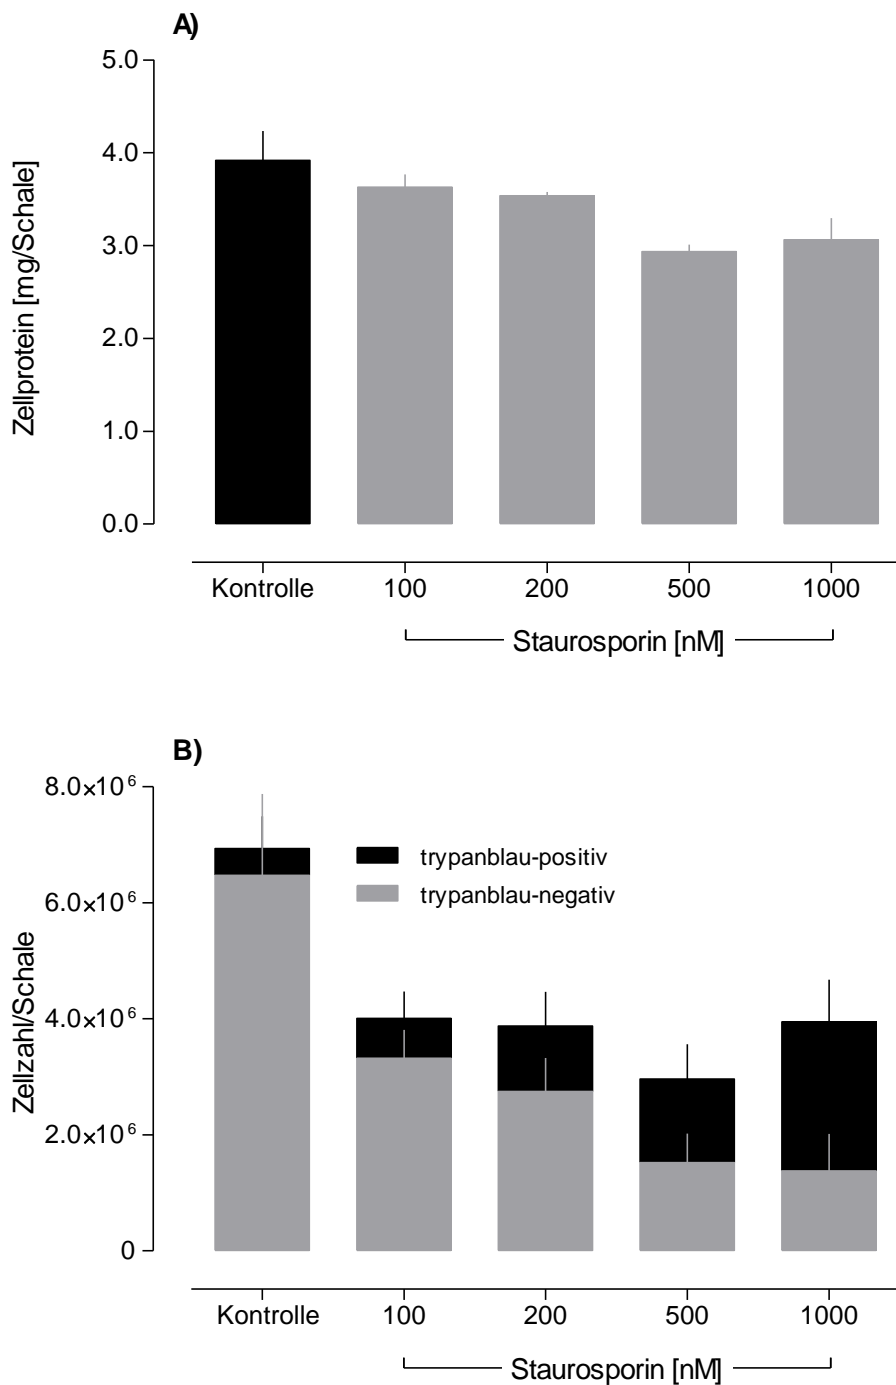 A)
5.0
4.0
3.0
2.0
1.0
0.0
Zellprotein [mg/Schale]
Kontrolle 100 200 500 1000
Staurosporin [nM]
B)
8.0×10⁶
6.0×10⁶
4.0×10⁶
2.0×10⁶
0
Zellzahl/Schale
trypanblau-positiv
trypanblau-negativ
Kontrolle 100 200 500 1000
Staurosporin [nM]